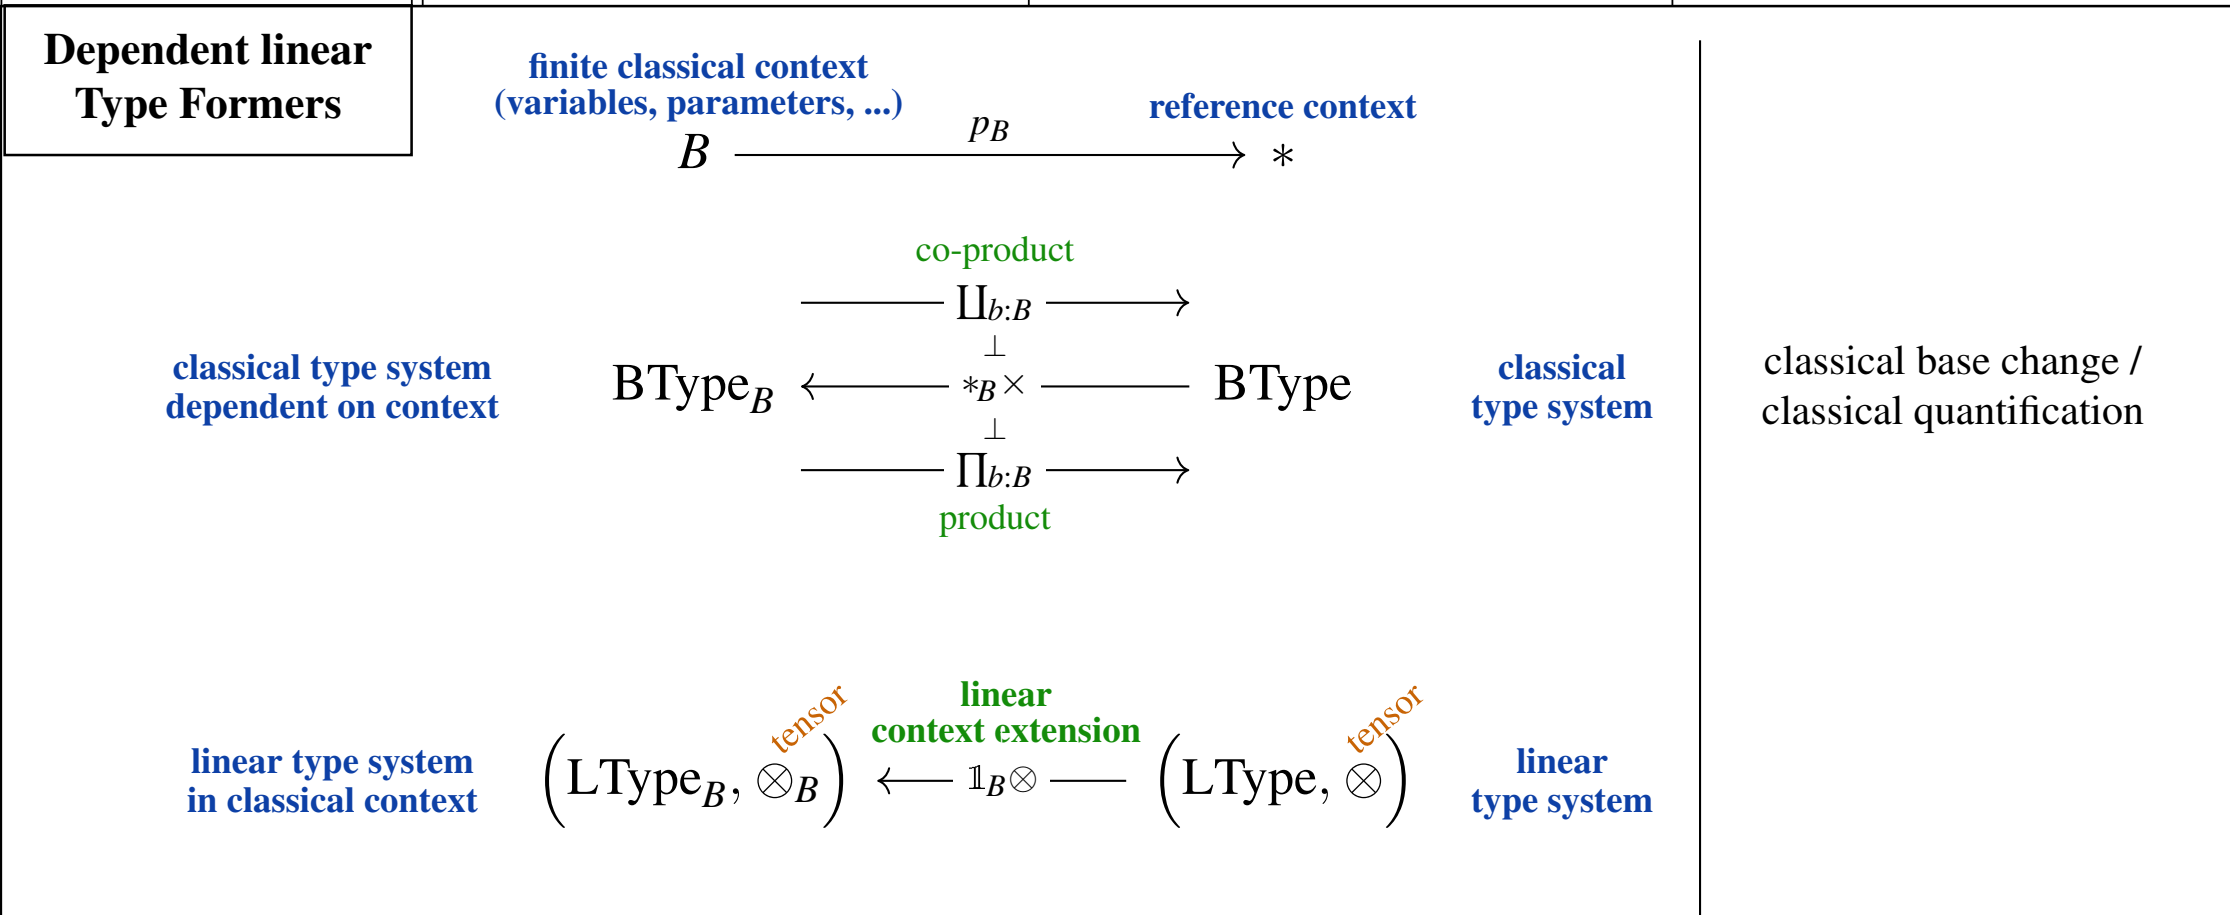 Dependent linear
Type Formers
finite classical context
(variables, parameters, ...)
reference context
p_B
B ⟶ *
co-product
∐_{b:B}
⊥
classical type system
dependent on context
BType_B ⟵ *_B× — BType
classical
type system
classical base change /
classical quantification
⊥
∏_{b:B}
product
linear type system
in classical context
tensor
(LType_B, ⊗_B)
linear
context extension
⟵ 𝟙_B⊗ —
tensor
(LType, ⊗)
linear
type system